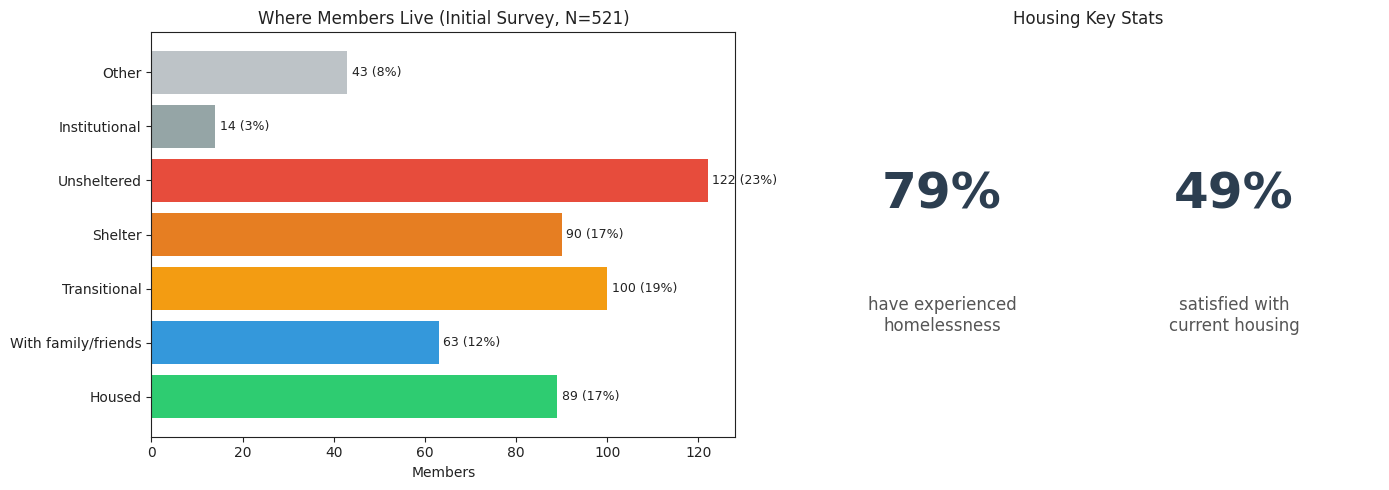 Where Members Live (Initial Survey, N=521)
Other
43 (8%)
Institutional
14 (3%)
Unsheltered
122 (23%)
Shelter
90 (17%)
Transitional
100 (19%)
With family/friends
63 (12%)
Housed
89 (17%)
0 20 40 60 80 100 120
Members
Housing Key Stats
79%
have experienced
homelessness
49%
satisfied with
current housing